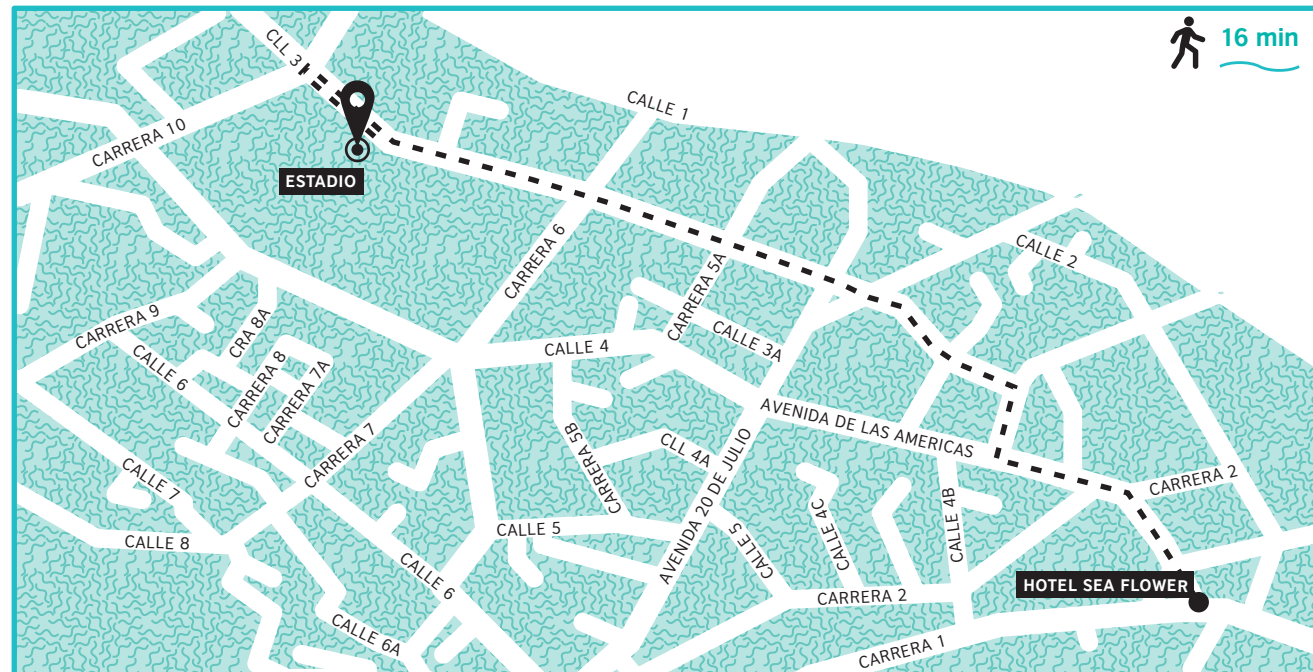 16 min
CLL 3
CALLE 1
CARRERA 10
ESTADIO
CARRERA 6
CARRERA 5A
CALLE 2
CARRERA 9
CRA 8A
CALLE 3A
CALLE 4
CALLE 6
CARRERA 8
CARRERA 7A
AVENIDA DE LAS AMERICAS
CARRERA 7
CARRERA 5B
CLL 4A
AVENIDA 20 DE JULIO
CARRERA 2
CALLE 7
CALLE 8
CALLE 5
CALLE 5
CALLE 4C
CALLE 4B
CALLE 6
HOTEL SEA FLOWER
CARRERA 2
CALLE 6A
CARRERA 1